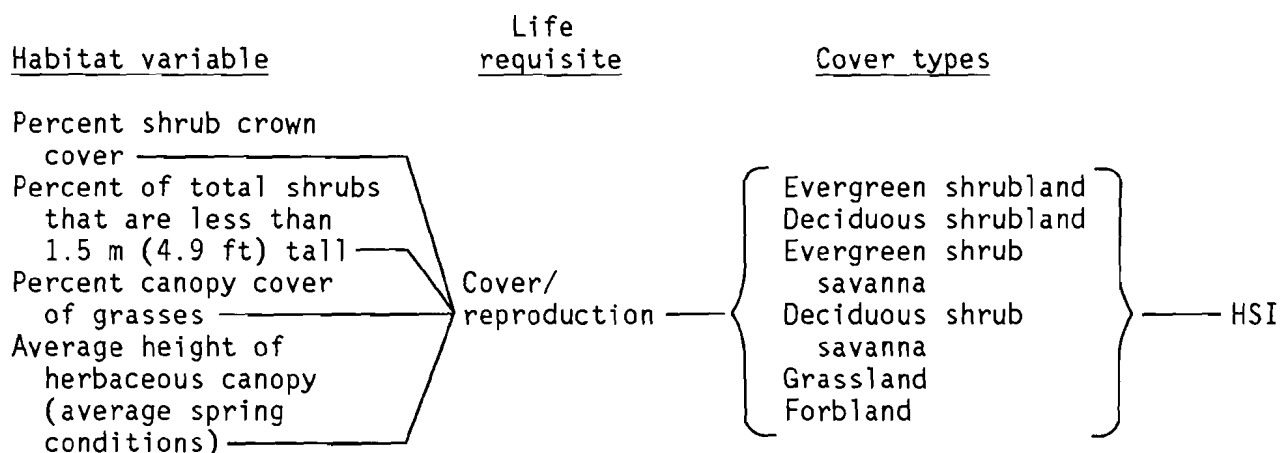 Habitat variable
Life
requisite
Cover types
Percent shrub crown
cover
Percent of total shrubs
that are less than
1.5 m (4.9 ft) tall
Percent canopy cover
of grasses
Average height of
herbaceous canopy
(average spring
conditions)
Cover/
reproduction
Evergreen shrubland
Deciduous shrubland
Evergreen shrub
savanna
Deciduous shrub
savanna
Grassland
Forbland
HSI